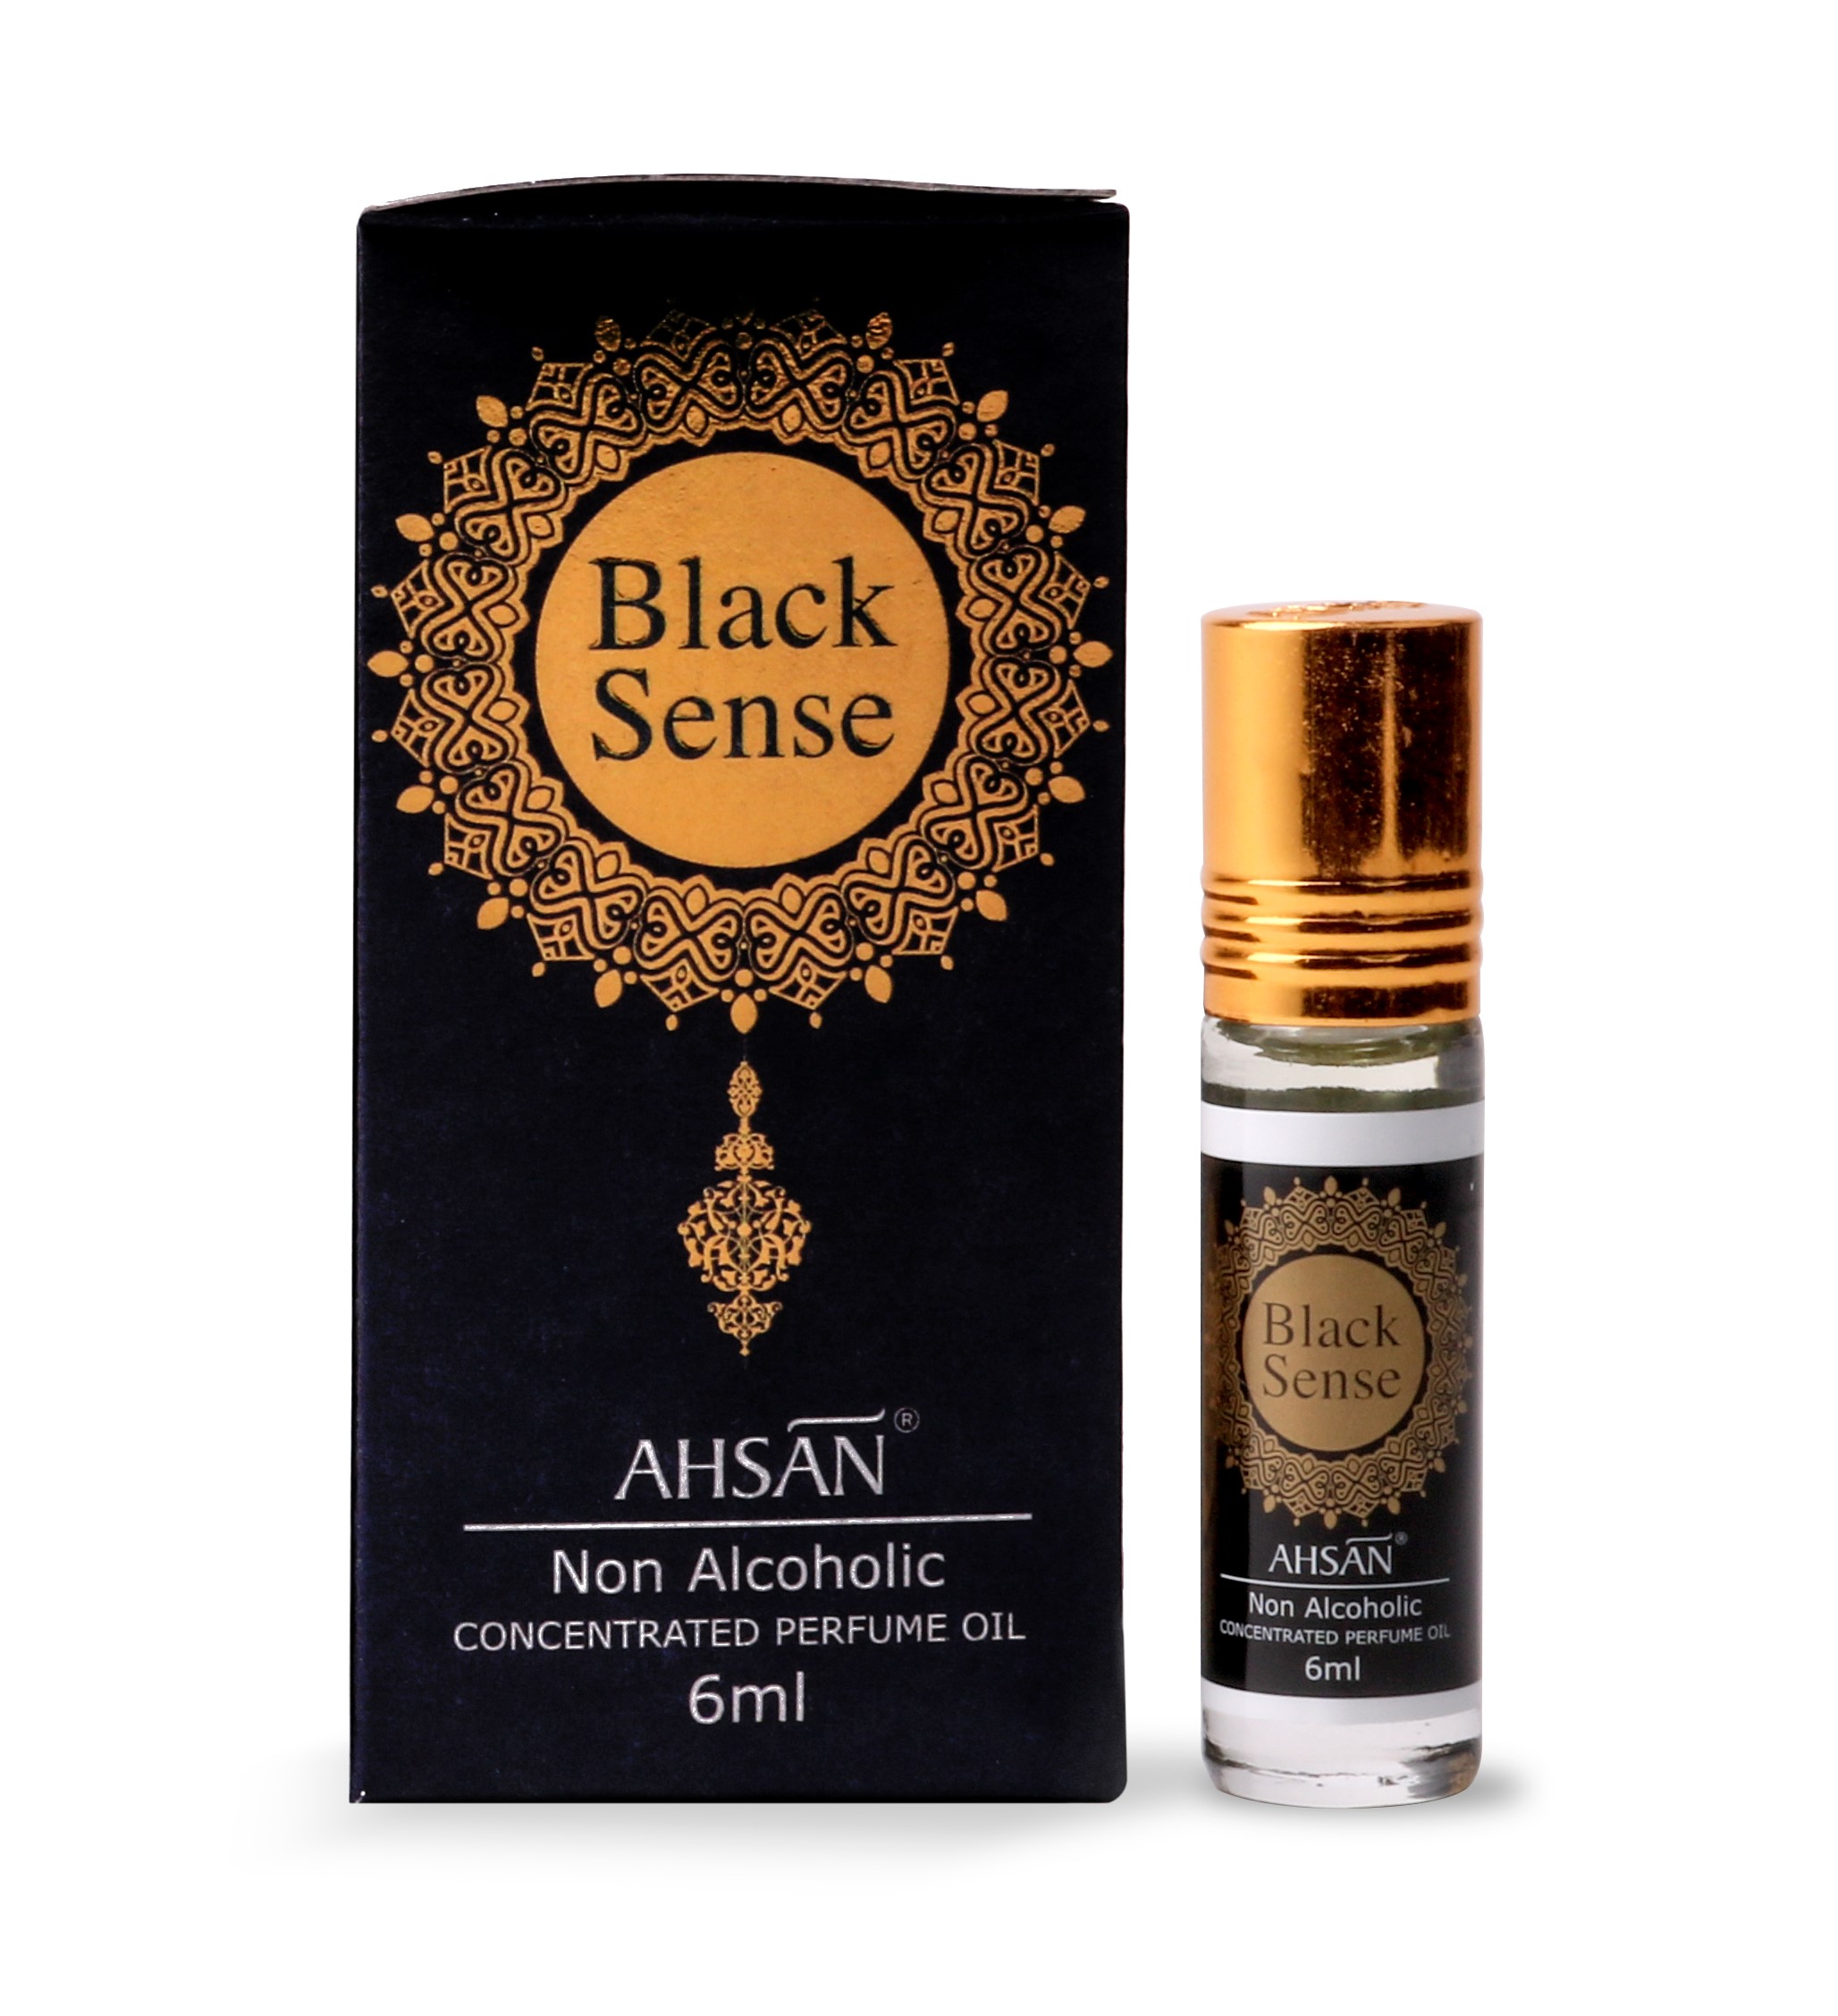 Black
Sense
AHSAN®
Non Alcoholic
CONCENTRATED PERFUME OIL
6ml
Black
Sense
AHSAN®
Non Alcoholic
CONCENTRATED PERFUME OIL
6ml